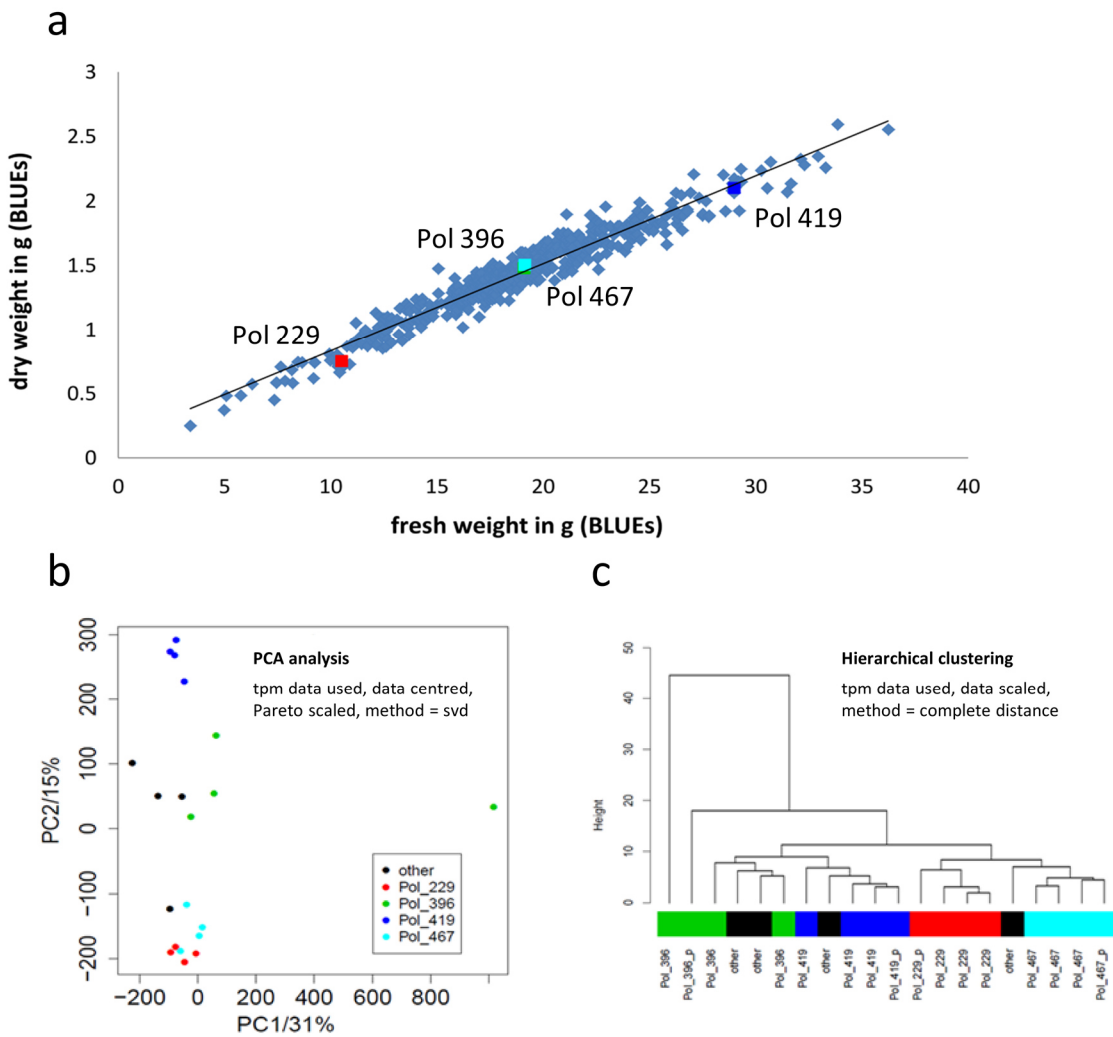 a
3
2.5
2
1.5
1
0.5
0
dry weight in g (BLUEs)
Pol 396
Pol 419
Pol 467
Pol 229
0 5 10 15 20 25 30 35 40
fresh weight in g (BLUEs)
b
300
200
100
0
−100
−200
PC2/15%
PCA analysis
tpm data used, data centred,
Pareto scaled, method = svd
other
Pol_229
Pol_396
Pol_419
Pol_467
−200 0 200 400 600 800
PC1/31%
c
50
40
30
20
10
0
Height
Hierarchical clustering
tpm data used, data scaled,
method = complete distance
Pol_396
Pol_396_p
Pol_396
other
other
Pol_396
Pol_419
other
Pol_419
Pol_419
Pol_419_p
Pol_229_p
Pol_229
Pol_229
Pol_229
other
Pol_467
Pol_467
Pol_467
Pol_467_p